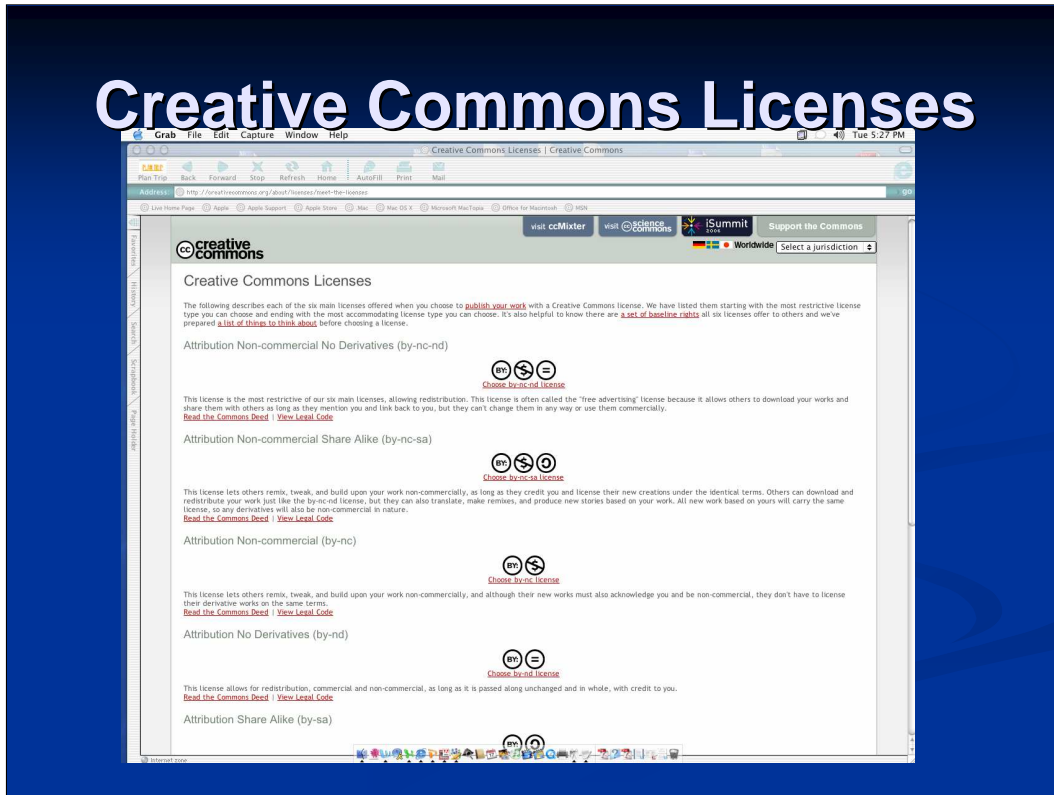 Creative Commons Licenses
Grab File Edit Capture Window Help Tue 5:27 PM
Creative Commons Licenses | Creative Commons
Plan Trip Back Forward Stop Refresh Home AutoFill Print Mail
Address: http://creativecommons.org/about/licenses/meet-the-licenses go
Live Home Page Apple Apple Support Apple Store .Mac Mac OS X Microsoft MacTopia Office for Macintosh MSN
Favorites
History
Search
Scrapbook
Page Holder
visit ccMixter visit cc science commons iSummit 2006 Support the Commons
cc creative commons
Worldwide Select a jurisdiction
Creative Commons Licenses
The following describes each of the six main licenses offered when you choose to publish your work with a Creative Commons license. We have listed them starting with the most restrictive license
type you can choose and ending with the most accommodating license type you can choose. It's also helpful to know there are a set of baseline rights all six licenses offer to others and we've
prepared a list of things to think about before choosing a license.
Attribution Non-commercial No Derivatives (by-nc-nd)
BY: $ =
Choose by-nc-nd license
This license is the most restrictive of our six main licenses, allowing redistribution. This license is often called the "free advertising" license because it allows others to download your works and
share them with others as long as they mention you and link back to you, but they can't change them in any way or use them commercially.
Read the Commons Deed | View Legal Code
Attribution Non-commercial Share Alike (by-nc-sa)
BY: $
Choose by-nc-sa license
This license lets others remix, tweak, and build upon your work non-commercially, as long as they credit you and license their new creations under the identical terms. Others can download and
redistribute your work just like the by-nc-nd license, but they can also translate, make remixes, and produce new stories based on your work. All new work based on yours will carry the same
license, so any derivatives will also be non-commercial in nature.
Read the Commons Deed | View Legal Code
Attribution Non-commercial (by-nc)
BY: $
Choose by-nc license
This license lets others remix, tweak, and build upon your work non-commercially, and although their new works must also acknowledge you and be non-commercial, they don't have to license
their derivative works on the same terms.
Read the Commons Deed | View Legal Code
Attribution No Derivatives (by-nd)
BY: =
Choose by-nd license
This license allows for redistribution, commercial and non-commercial, as long as it is passed along unchanged and in whole, with credit to you.
Read the Commons Deed | View Legal Code
Attribution Share Alike (by-sa)
BY:
Internet zone